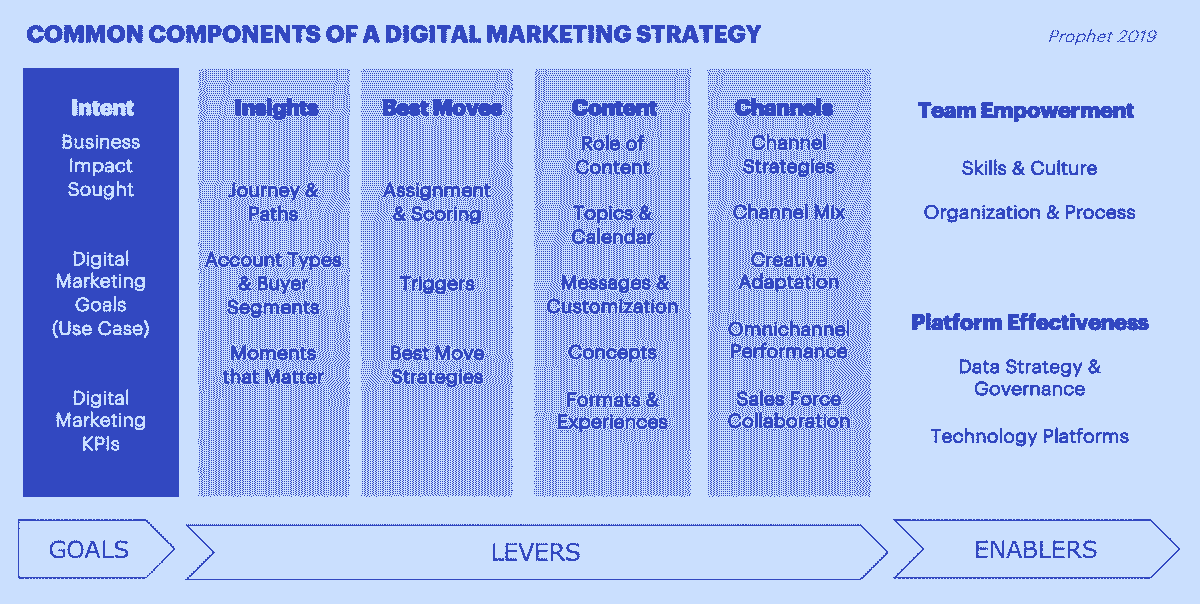 COMMON COMPONENTS OF A DIGITAL MARKETING STRATEGY
Prophet 2019
Intent
Business
Impact
Sought
Digital
Marketing
Goals
(Use Case)
Digital
Marketing
KPIs
Insights
Journey &
Paths
Account Types
& Buyer
Segments
Moments
that Matter
Best Moves
Assignment
& Scoring
Triggers
Best Move
Strategies
Content
Role of
Content
Topics &
Calendar
Messages &
Customization
Concepts
Formats &
Experiences
Channels
Channel
Strategies
Channel Mix
Creative
Adaptation
Omnichannel
Performance
Sales Force
Collaboration
Team Empowerment
Skills & Culture
Organization & Process
Platform Effectiveness
Data Strategy &
Governance
Technology Platforms
GOALS
LEVERS
ENABLERS